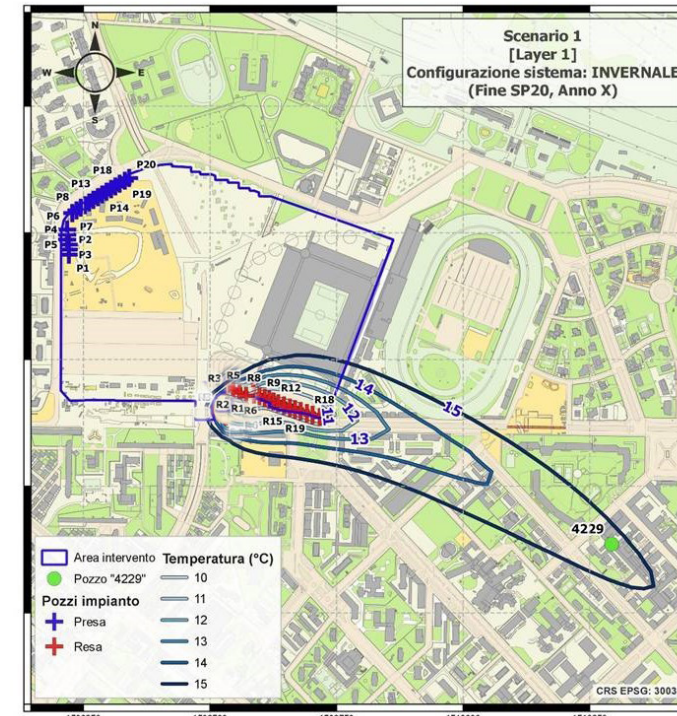 Scenario 1
[Layer 1]
Configurazione sistema: INVERNALE
(Fine SP20, Anno X)
N
W E
S
P20
P18
P13
P19
P8
P14
P6
P7
P4
P2
P5
P3
P1
R3 R5 R8
R9
R12
R18
R2 R1 R6
R15
R19
14
15
12
11
13
4229
Area intervento
Pozzo "4229"
Pozzi impianto
Presa
Resa
Temperatura (°C)
10
11
12
13
14
15
CRS EPSG: 3003